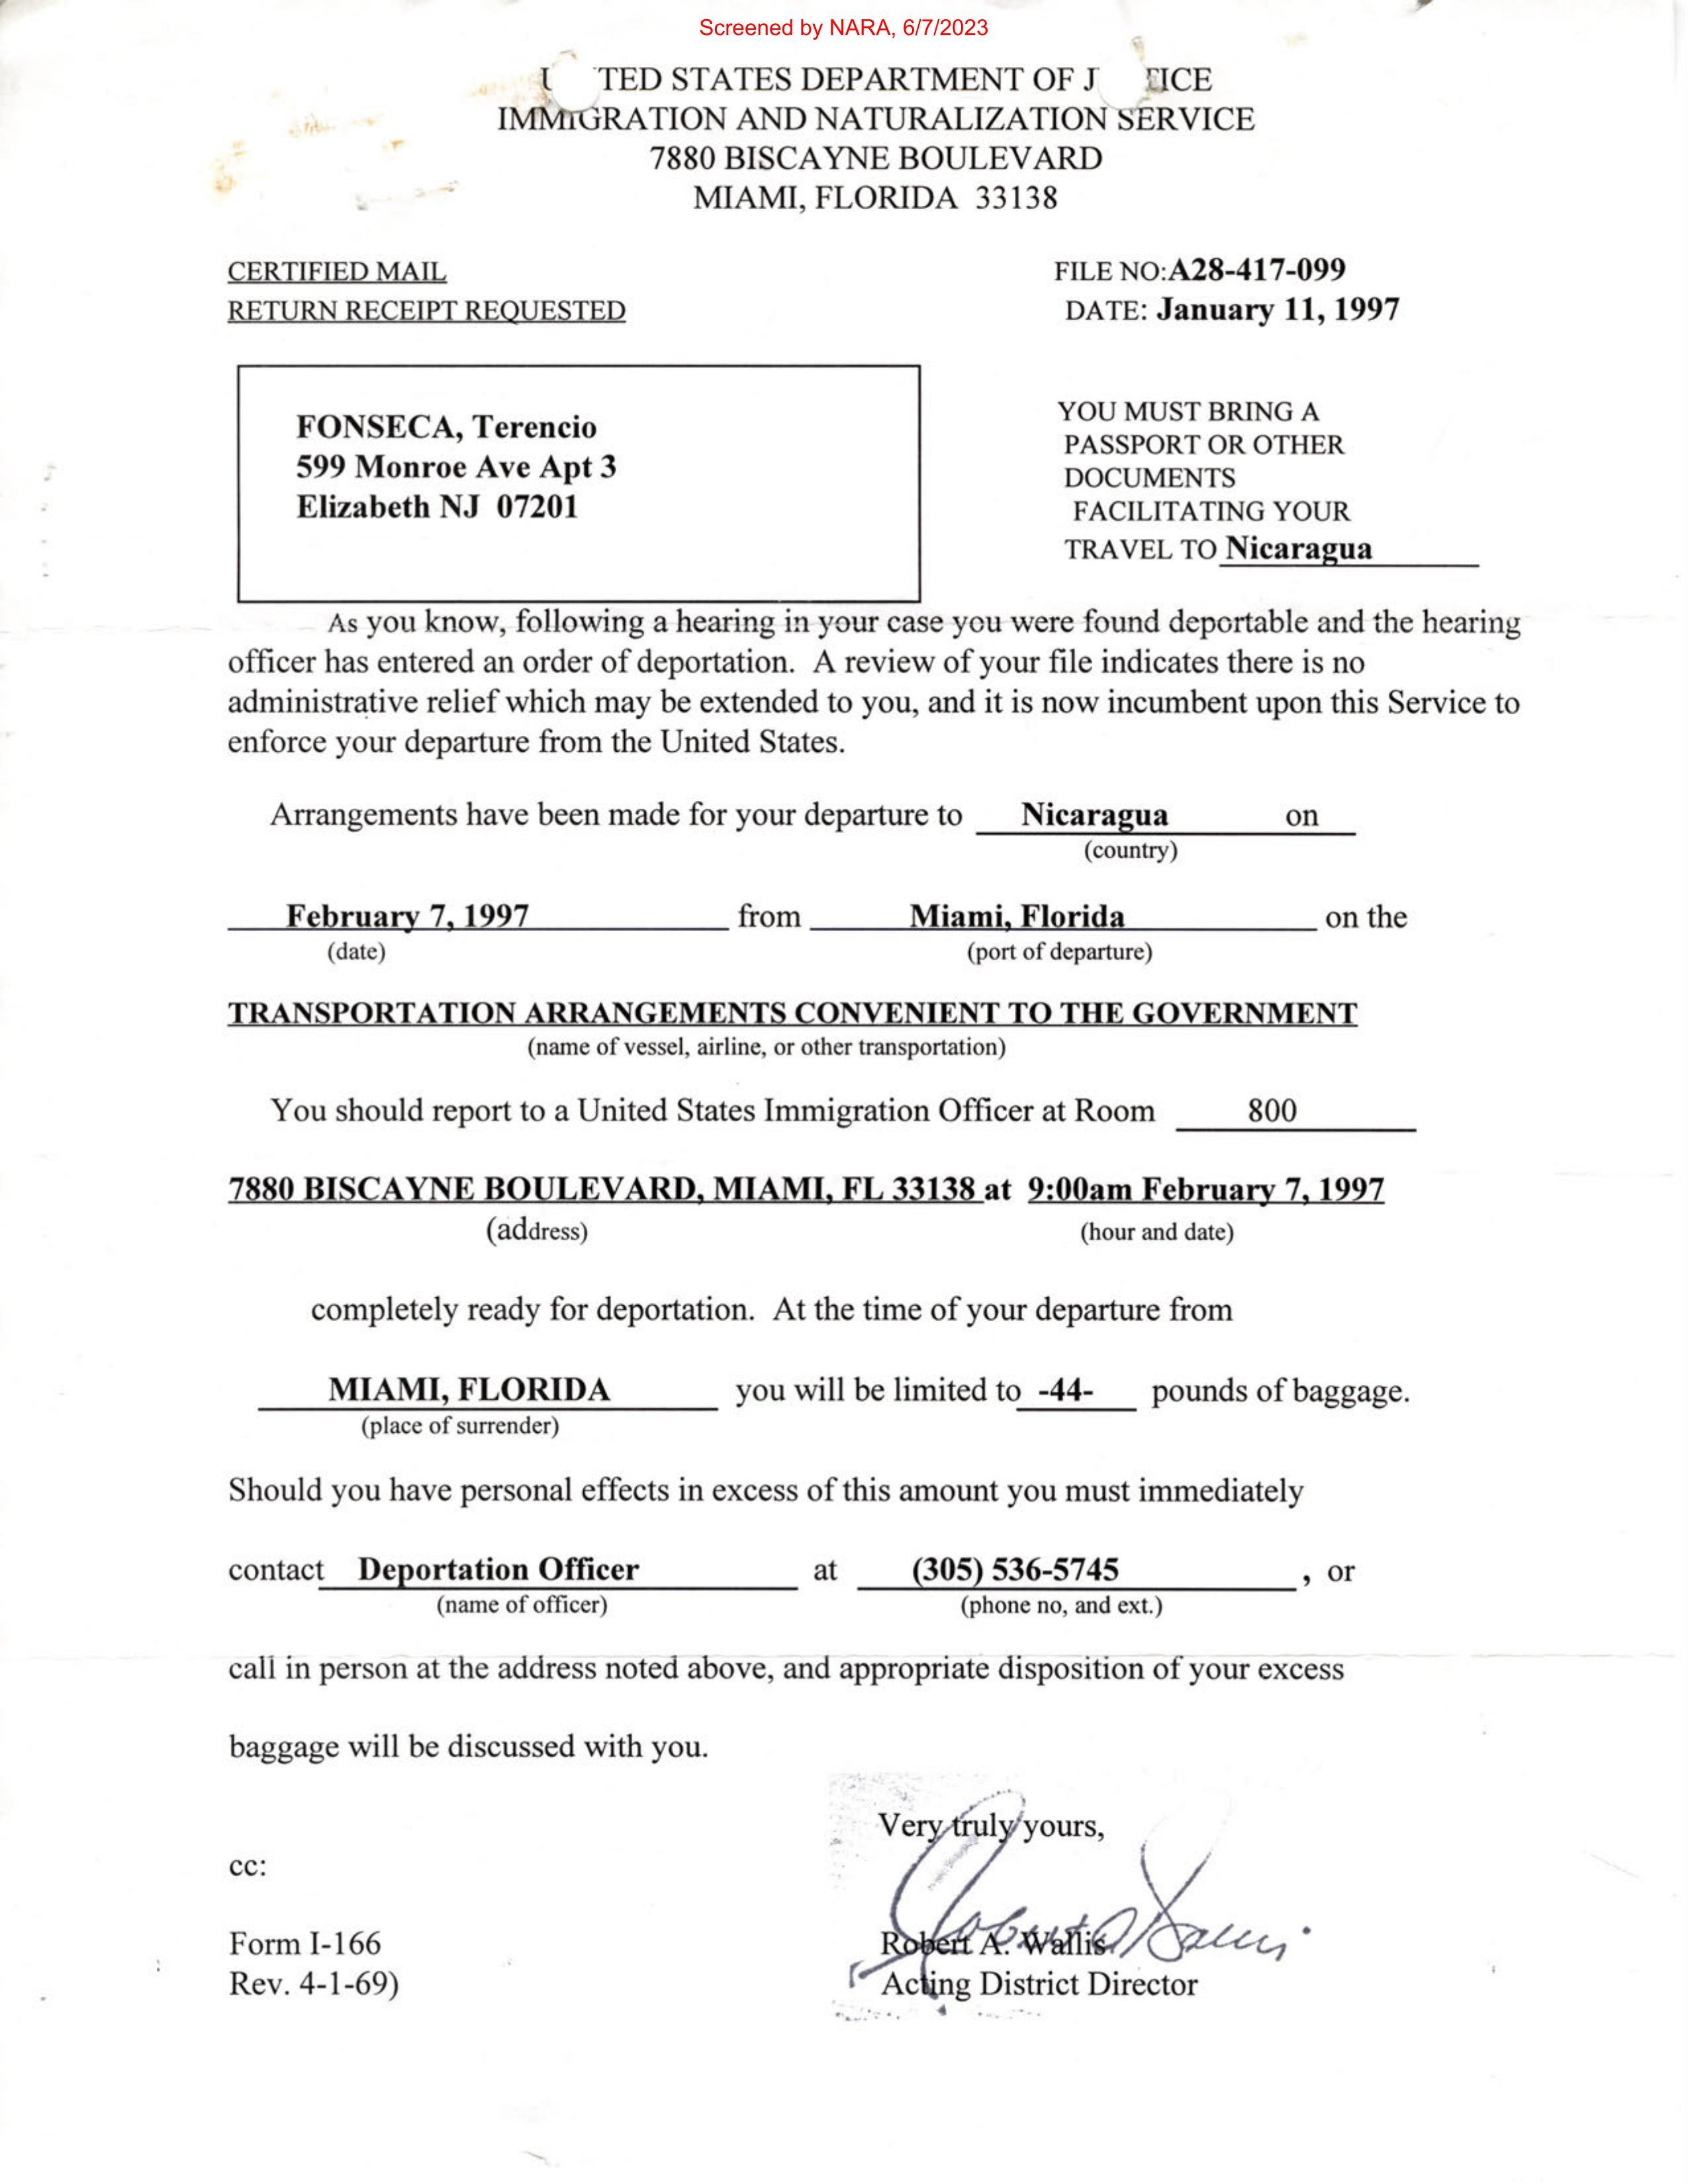 Screened by NARA, 6/7/2023
TED STATES DEPARTMENT OF J ICE
IMMIGRATION AND NATURALIZATION SERVICE
7880 BISCAYNE BOULEVARD
MIAMI, FLORIDA 33138
CERTIFIED MAIL
RETURN RECEIPT REQUESTED
FILE NO:A28-417-099
DATE: January 11, 1997
FONSECA, Terencio
599 Monroe Ave Apt 3
Elizabeth NJ 07201
YOU MUST BRING A
PASSPORT OR OTHER
DOCUMENTS
FACILITATING YOUR
TRAVEL TO Nicaragua
As you know, following a hearing in your case you were found deportable and the hearing
officer has entered an order of deportation. A review of your file indicates there is no
administrative relief which may be extended to you, and it is now incumbent upon this Service to
enforce your departure from the United States.
Arrangements have been made for your departure to Nicaragua on
(country)
February 7, 1997 from Miami, Florida on the
(date) (port of departure)
TRANSPORTATION ARRANGEMENTS CONVENIENT TO THE GOVERNMENT
(name of vessel, airline, or other transportation)
You should report to a United States Immigration Officer at Room 800
7880 BISCAYNE BOULEVARD, MIAMI, FL 33138 at 9:00am February 7, 1997
(address) (hour and date)
completely ready for deportation. At the time of your departure from
MIAMI, FLORIDA you will be limited to -44- pounds of baggage.
(place of surrender)
Should you have personal effects in excess of this amount you must immediately
contact Deportation Officer at (305) 536-5745 , or
(name of officer) (phone no, and ext.)
call in person at the address noted above, and appropriate disposition of your excess
baggage will be discussed with you.
Very truly yours,
cc:
Form I-166
Rev. 4-1-69)
Robert A. Wallis
Acting District Director